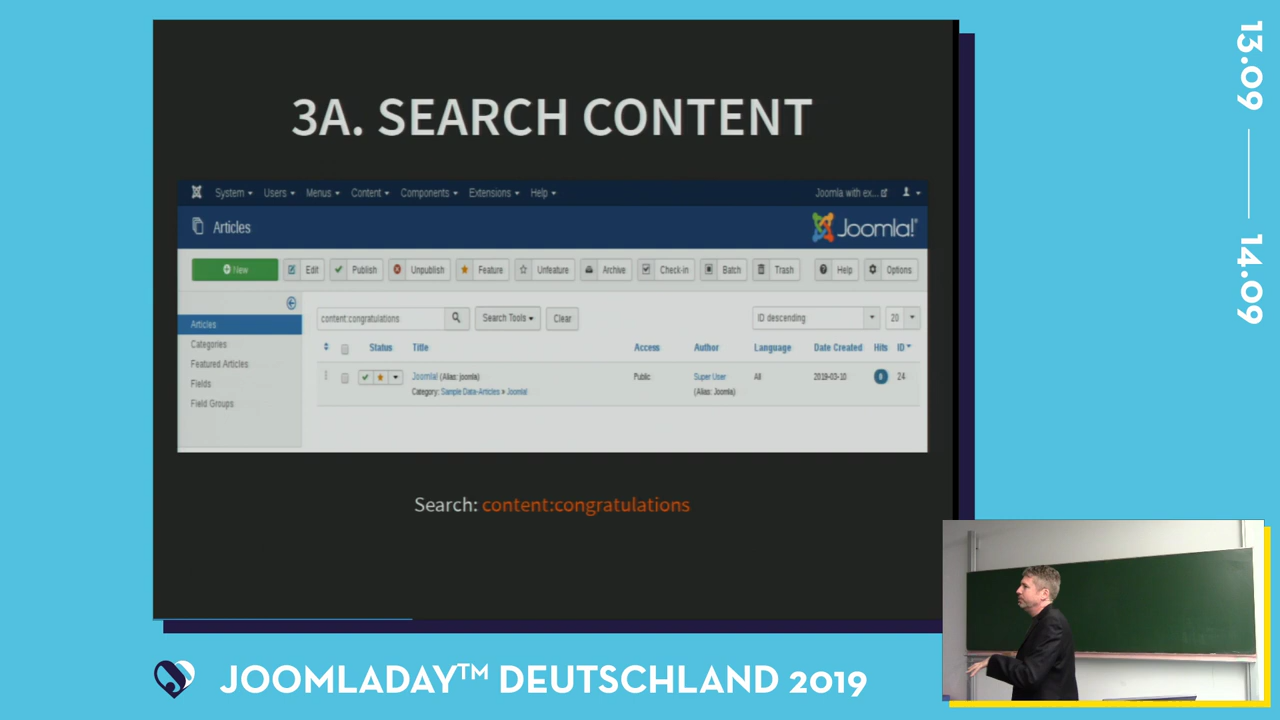 3A. SEARCH CONTENT
System Users Menus Content Components Extensions Help Joomla with ex...
Articles Joomla!®
New Edit Publish Unpublish Feature Unfeature Archive Check-in Batch Trash Help Options
content:congratulations Search Tools Clear ID descending 20
Articles
Categories
Featured Articles
Fields
Field Groups
Status Title Access Author Language Date Created Hits ID
Joomla! (Alias: joomla) Public Super User All 2019-03-10 0 24
Category: Sample Data-Articles » Joomla! (Alias: Joomla)
Search: content:congratulations
13.09
14.09
JOOMLADAY™ DEUTSCHLAND 2019